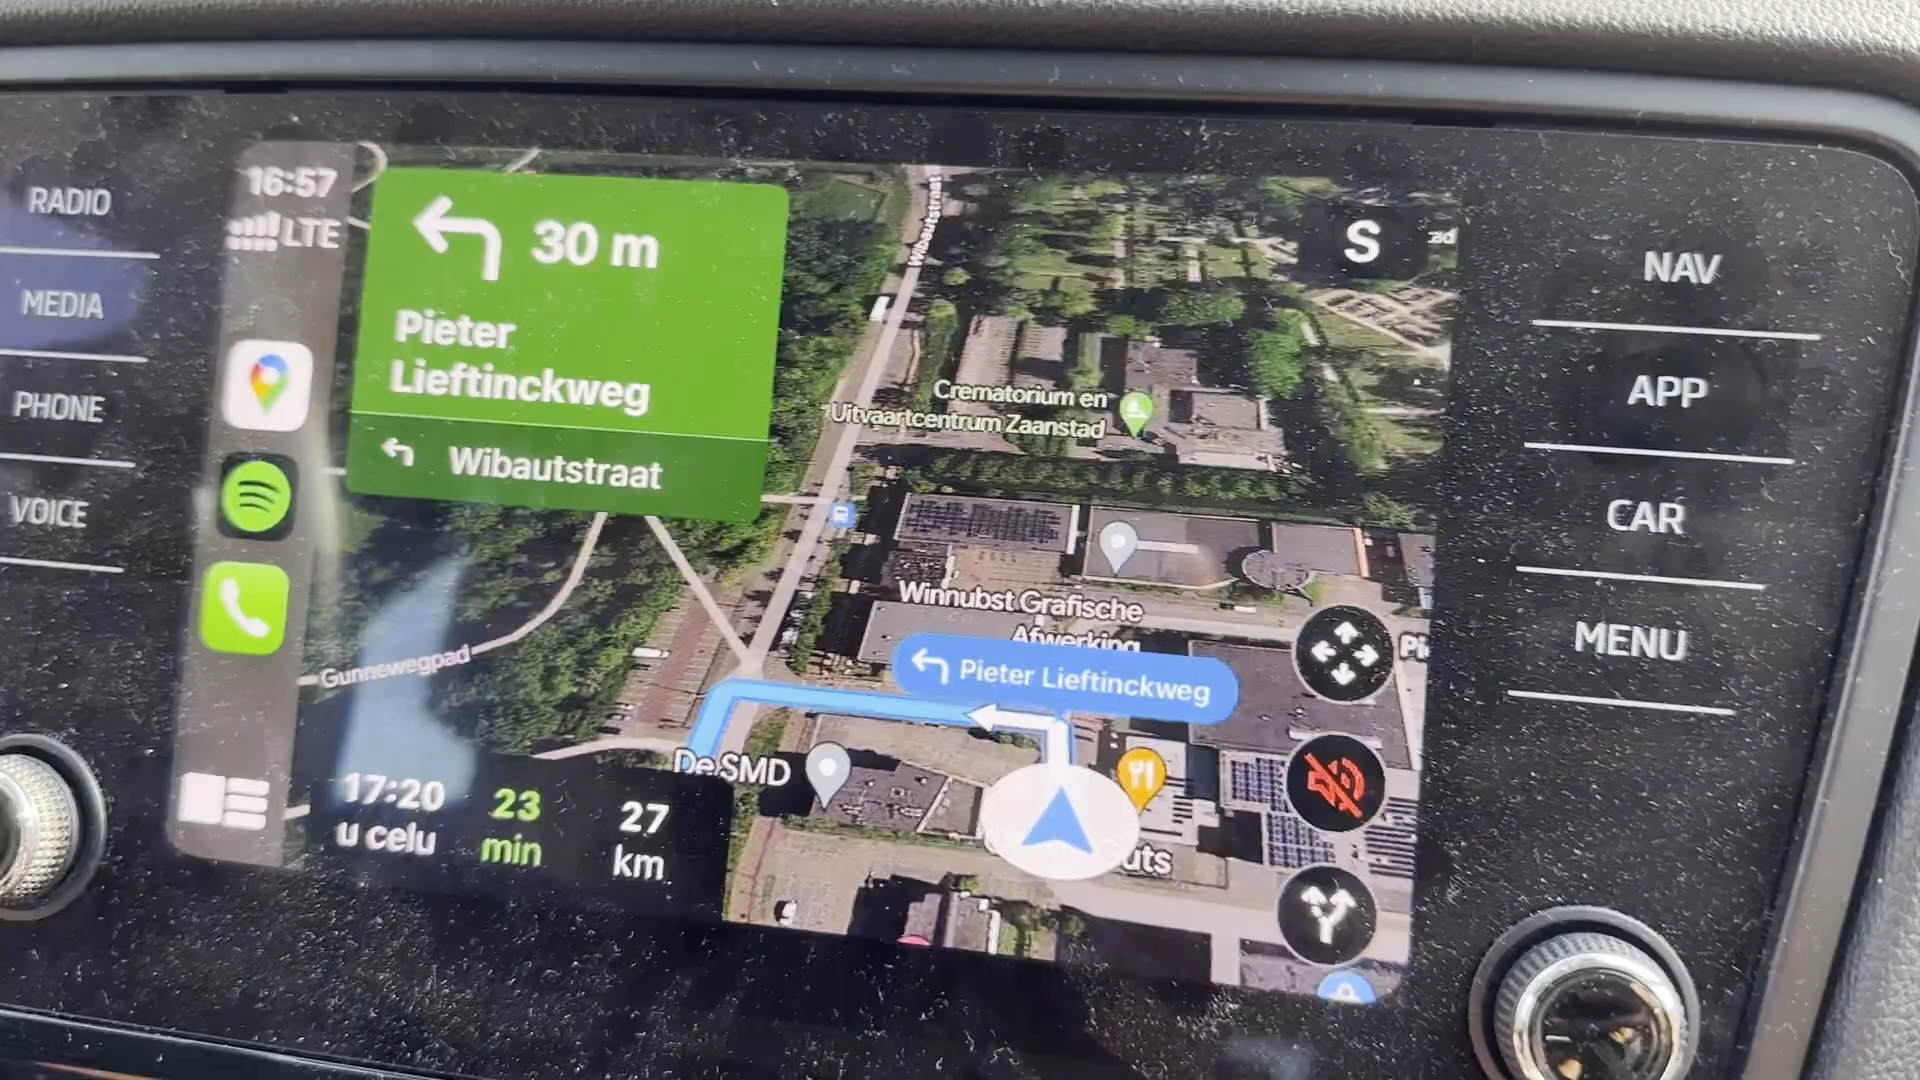 RADIO
MEDIA
PHONE
VOICE
16:57
LTE
30 m
Pieter
Lieftinckweg
Wibautstraat
17:20
u celu
23
min
27
km
Wibautstraat
S
Crematorium en
Uitvaartcentrum Zaanstad
Winnubst Grafische
Afwerking
Pieter Lieftinckweg
Gunnewegpad
De SMD
NAV
APP
CAR
MENU